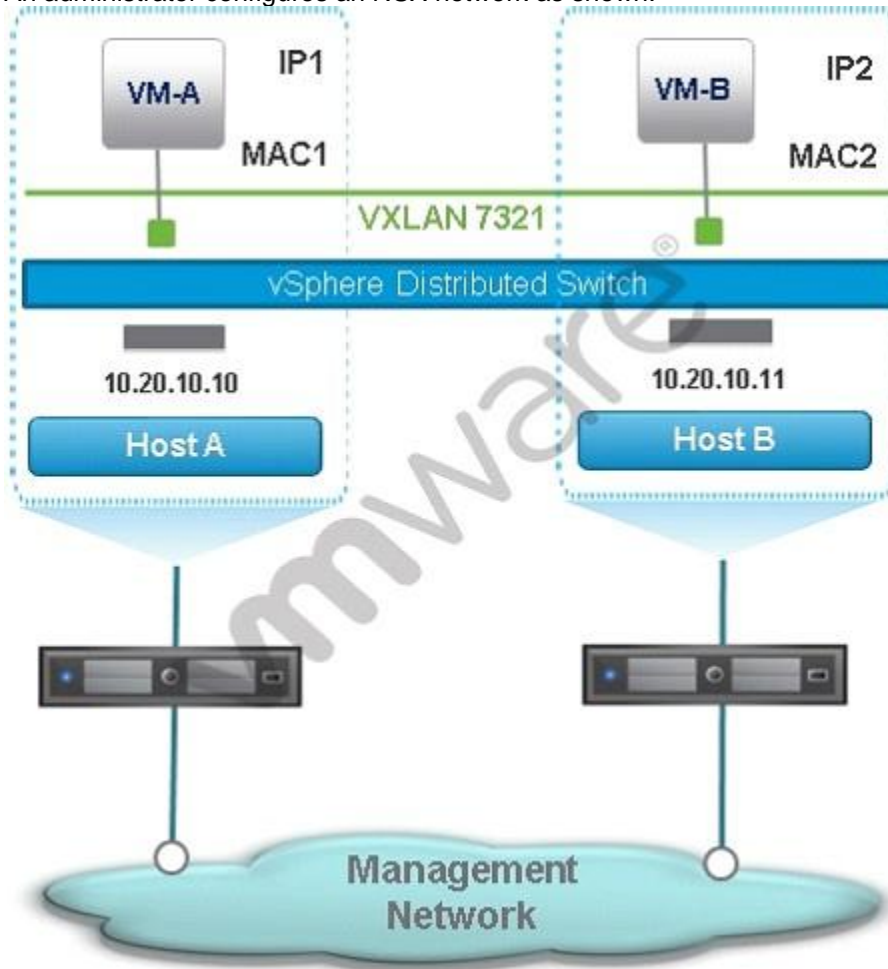 VM-A
IP1
MAC1
VM-B
IP2
MAC2
VXLAN 7321
vSphere Distributed Switch
10.20.10.10
10.20.10.11
Host A
Host B
vmware®
Management
Network